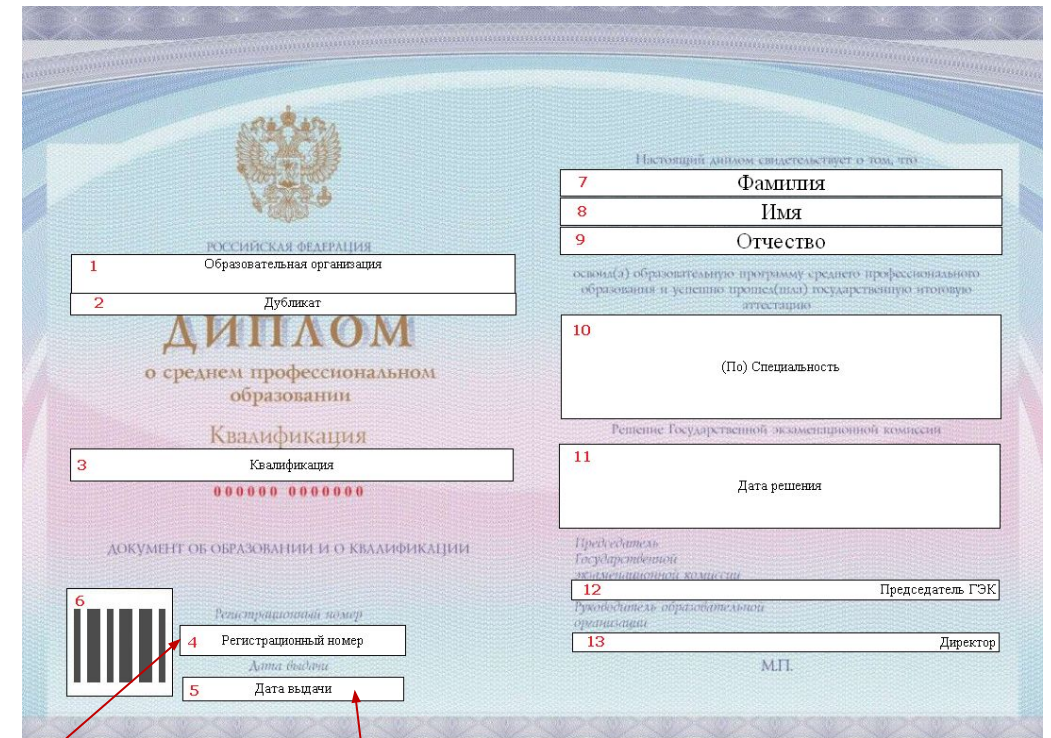 РОССИЙСКАЯ ФЕДЕРАЦИЯ
1 Образовательная организация
2 Дубликат
ДИПЛОМ
о среднем профессиональном
образовании
Квалификация
3 Квалификация
000000 0000000
ДОКУМЕНТ ОБ ОБРАЗОВАНИИ И О КВАЛИФИКАЦИИ
6
Регистрационный номер
4 Регистрационный номер
Дата выдачи
5 Дата выдачи
Настоящий диплом свидетельствует о том, что
7 Фамилия
8 Имя
9 Отчество
освоил(а) образовательную программу среднего профессионального
образования и успешно прошел(шла) государственную итоговую
аттестацию
10
(По) Специальность
Решение Государственной экзаменационной комиссии
11
Дата решения
Председатель
Государственной
экзаменационной комиссии
12 Председатель ГЭК
Руководитель образовательной
организации
13 Директор
М.П.